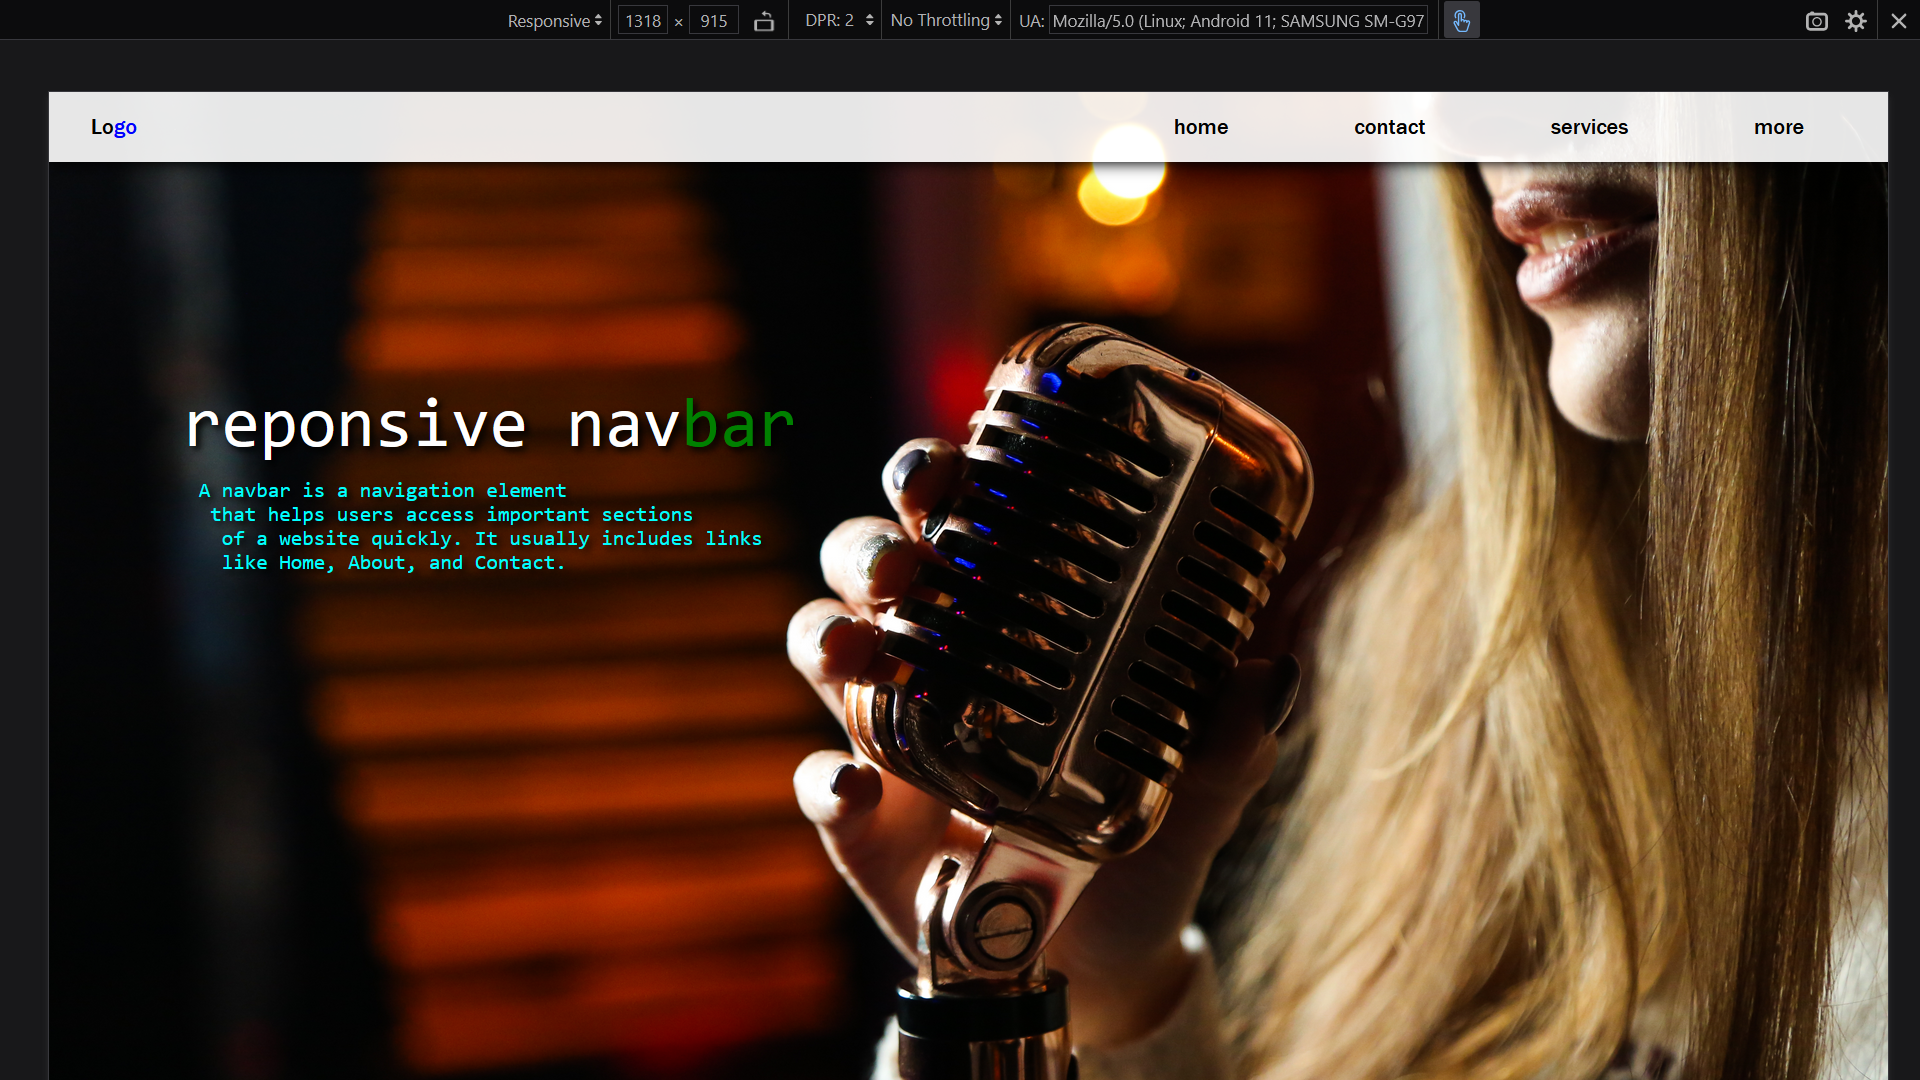 Responsive 1318 × 915 DPR: 2 No Throttling UA: Mozilla/5.0 (Linux; Android 11; SAMSUNG SM-G97
Logo home contact services more
reponsive navbar
A navbar is a navigation element
that helps users access important sections
of a website quickly. It usually includes links
like Home, About, and Contact.